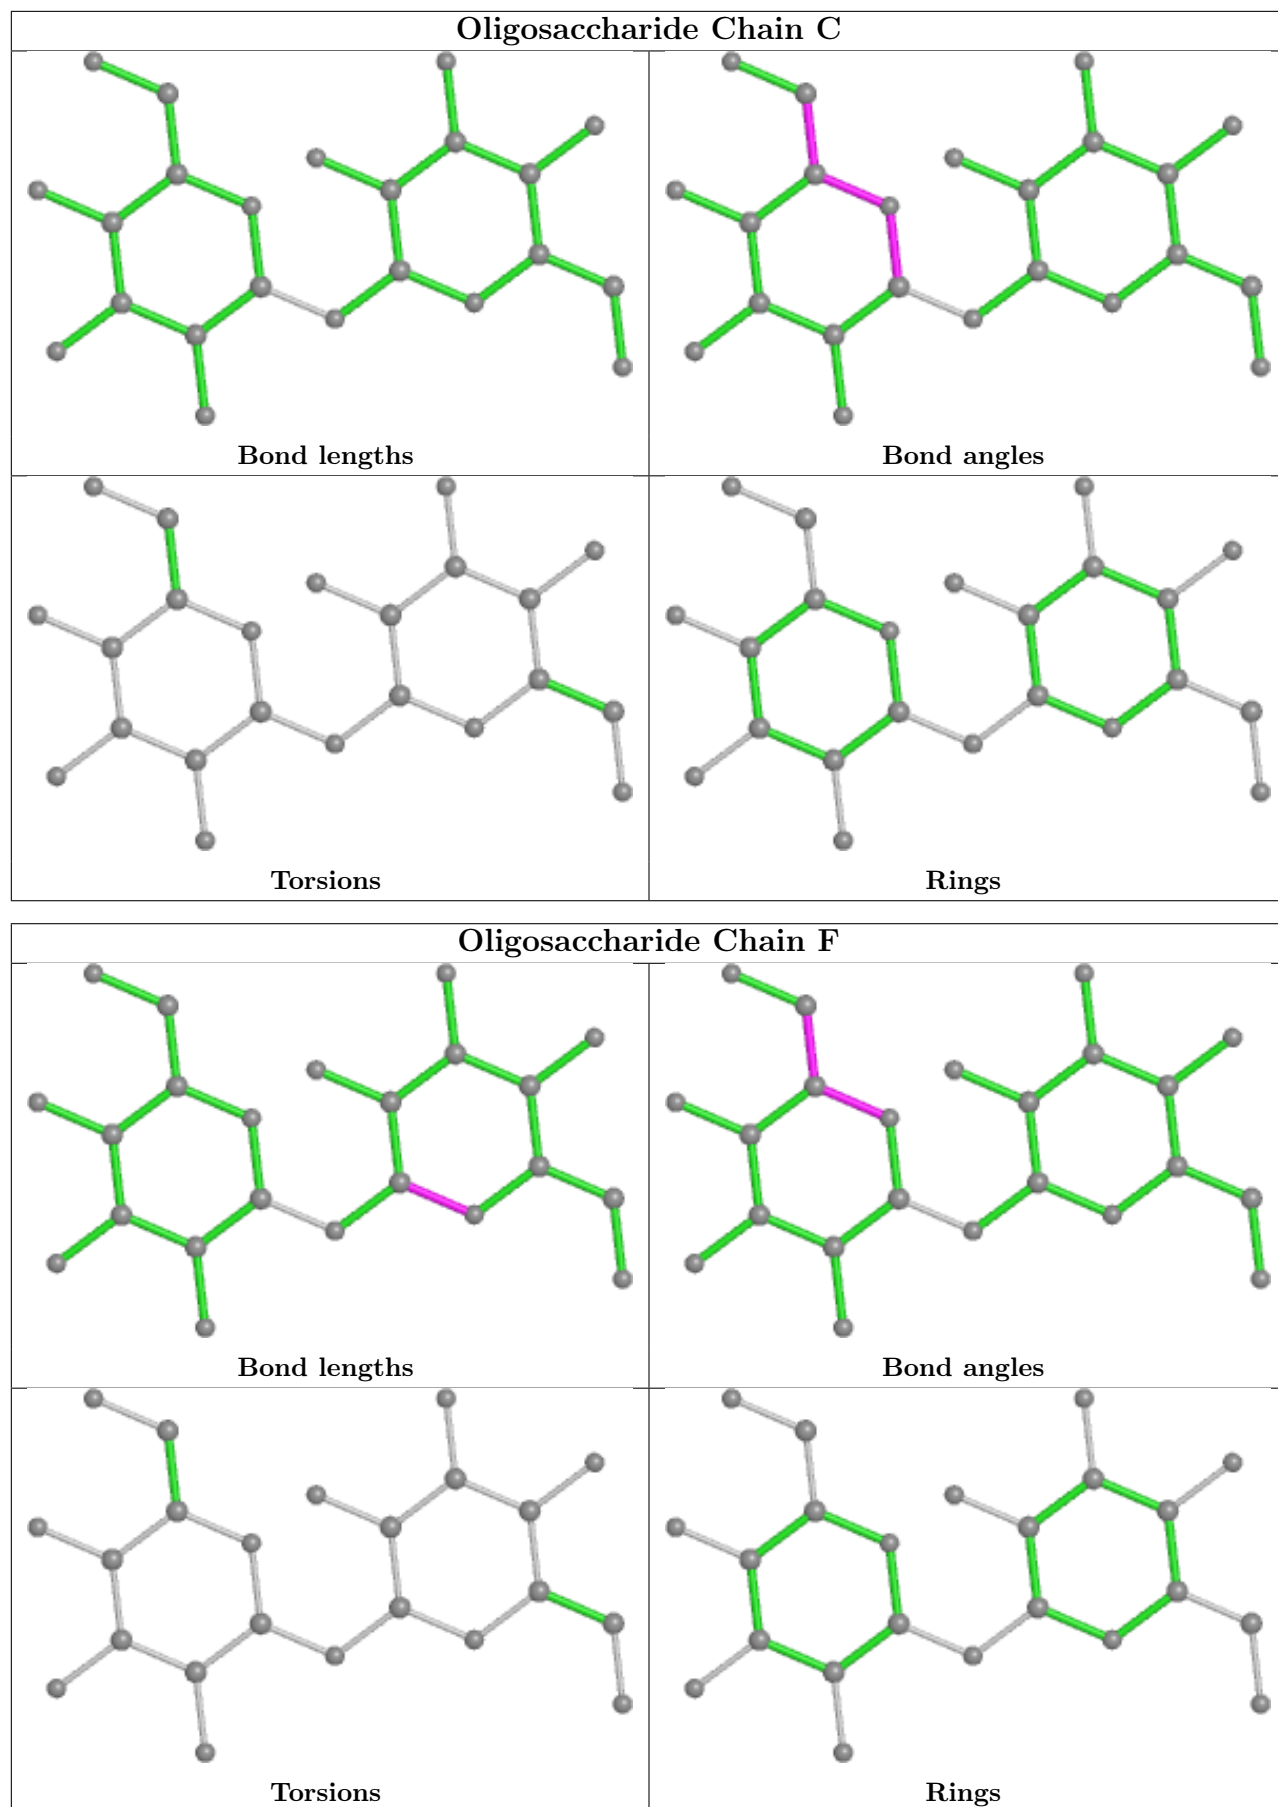 Oligosaccharide Chain C
Bond lengths
Bond angles
Torsions
Rings
Oligosaccharide Chain F
Bond lengths
Bond angles
Torsions
Rings